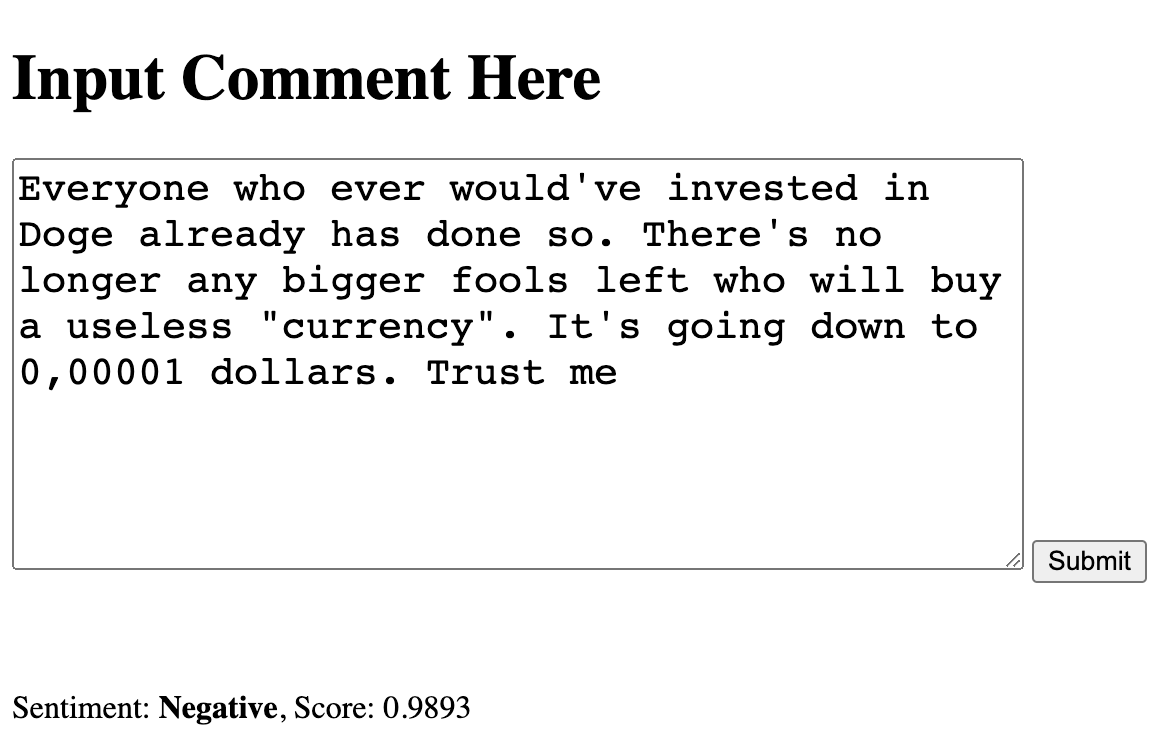 Input Comment Here
Everyone who ever would've invested in
Doge already has done so. There's no
longer any bigger fools left who will buy
a useless "currency". It's going down to
0,00001 dollars. Trust me
Submit
Sentiment: Negative, Score: 0.9893